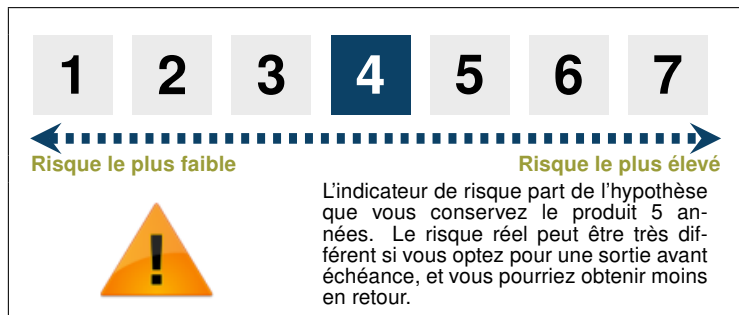 1 2 3 4 5 6 7
Risque le plus faible Risque le plus élevé
L'indicateur de risque part de l'hypothèse
que vous conservez le produit 5 an-
nées. Le risque réel peut être très dif-
férent si vous optez pour une sortie avant
échéance, et vous pourriez obtenir moins
en retour.